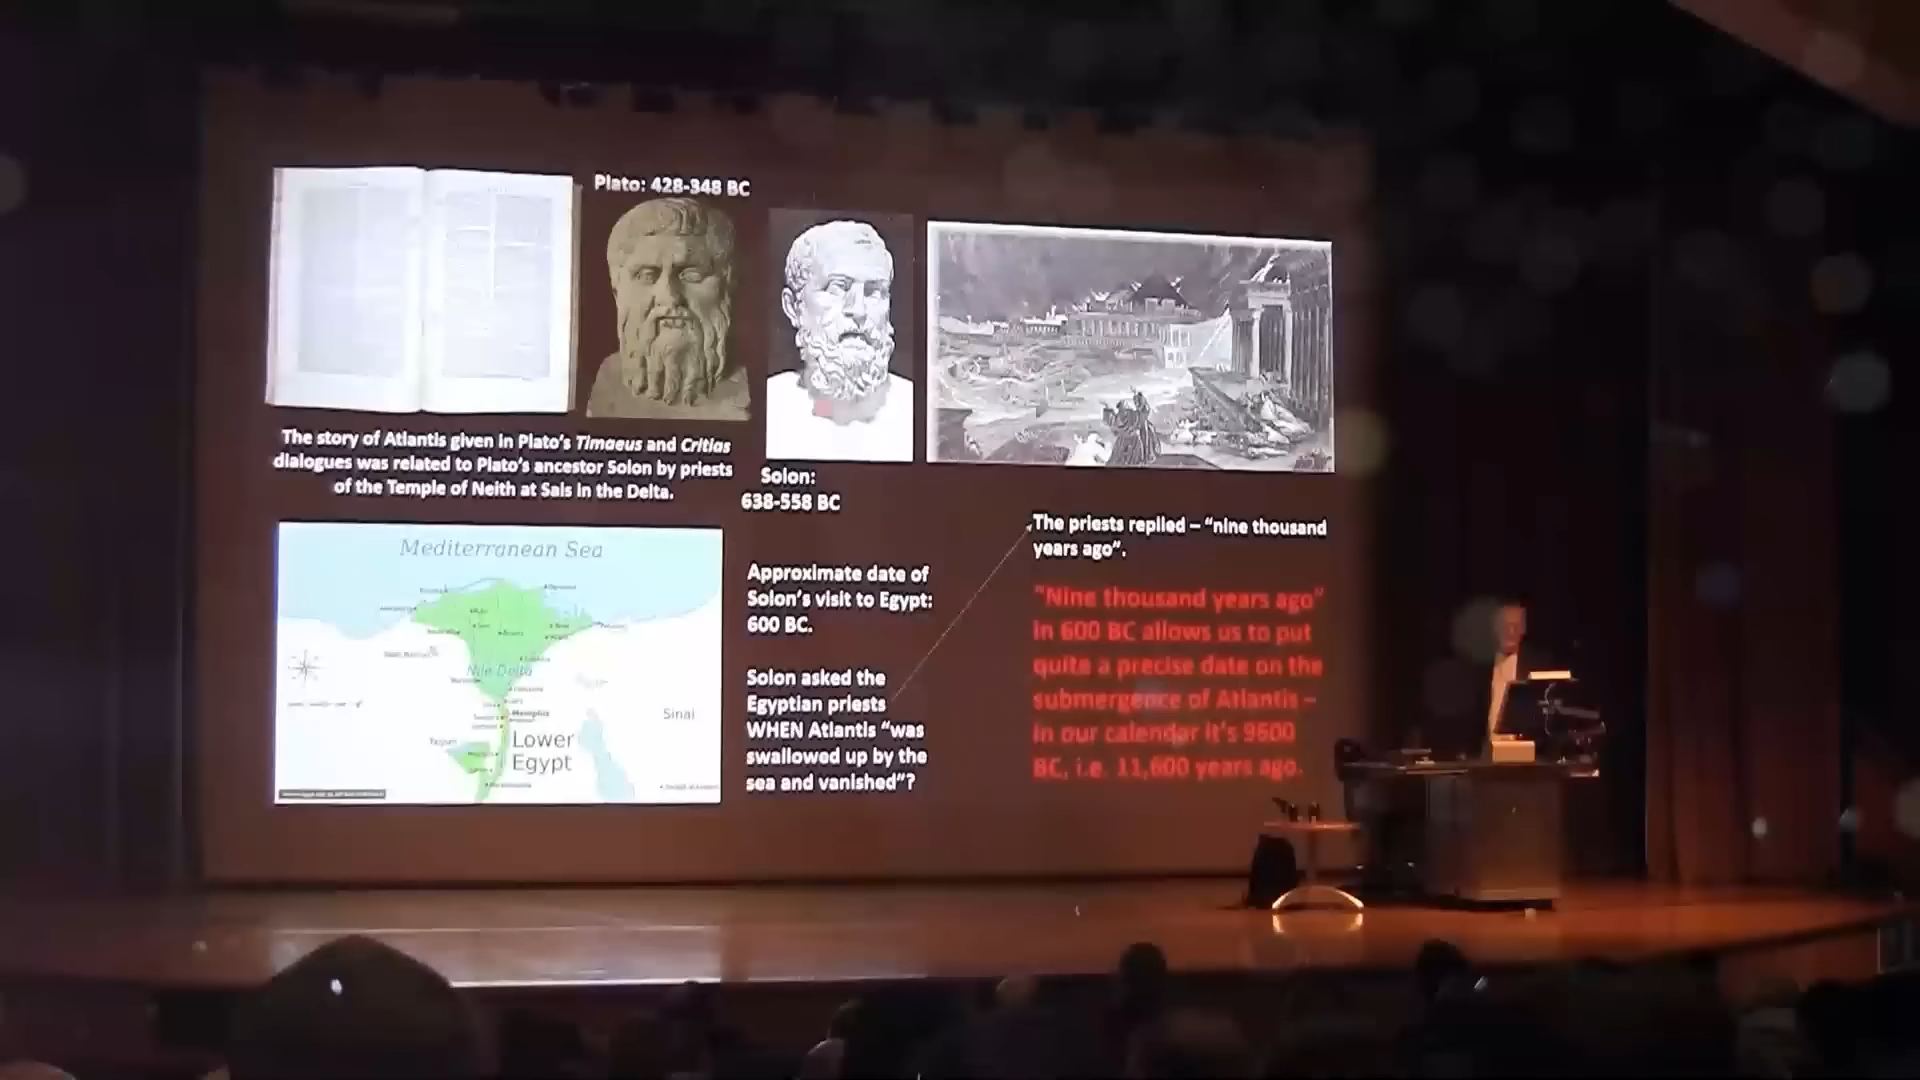 Plato: 428-348 BC
The story of Atlantis given in Plato's Timaeus and Critias
dialogues was related to Plato's ancestor Solon by priests
of the Temple of Neith at Sais in the Delta.
Solon:
638-558 BC
Mediterranean Sea
Nile Delta
Memphis
Lower
Egypt
Sinai
Approximate date of
Solon's visit to Egypt:
600 BC.
Solon asked the
Egyptian priests
WHEN Atlantis "was
swallowed up by the
sea and vanished"?
The priests replied – "nine thousand
years ago".
"Nine thousand years ago"
in 600 BC allows us to put
quite a precise date on the
submergence of Atlantis –
in our calendar it's 9600
BC, i.e. 11,600 years ago.